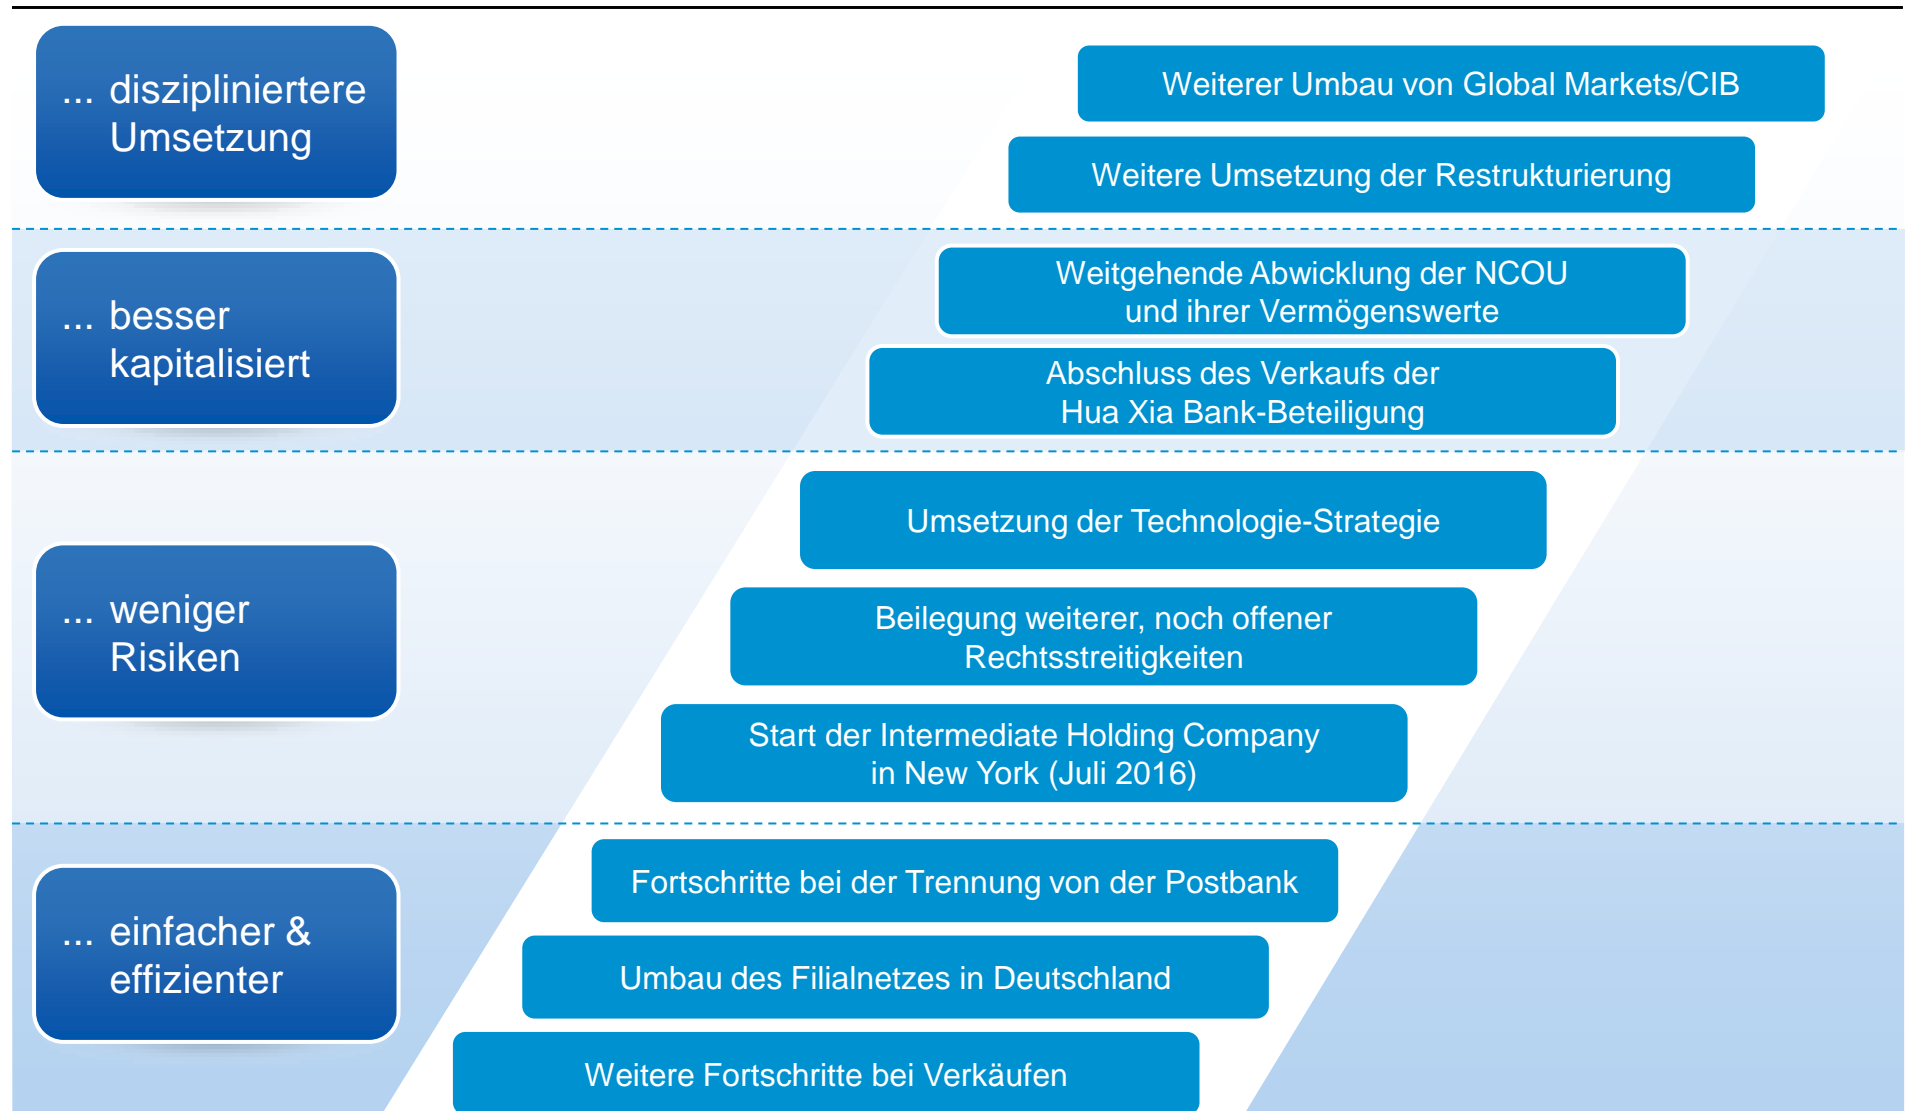 ... diszipliniertere
Umsetzung
Weiterer Umbau von Global Markets/CIB
Weitere Umsetzung der Restrukturierung
... besser
kapitalisiert
Weitgehende Abwicklung der NCOU
und ihrer Vermögenswerte
Abschluss des Verkaufs der
Hua Xia Bank-Beteiligung
... weniger
Risiken
Umsetzung der Technologie-Strategie
Beilegung weiterer, noch offener
Rechtsstreitigkeiten
Start der Intermediate Holding Company
in New York (Juli 2016)
... einfacher &
effizienter
Fortschritte bei der Trennung von der Postbank
Umbau des Filialnetzes in Deutschland
Weitere Fortschritte bei Verkäufen